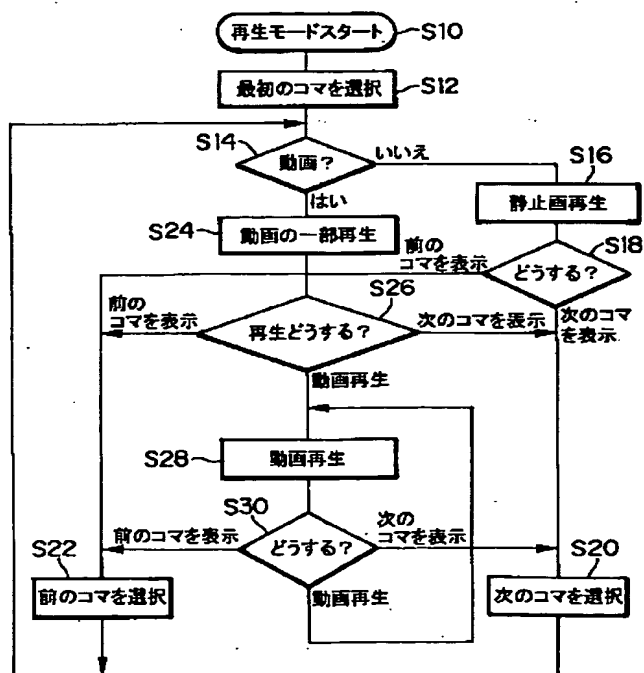 再生モードスタート S10
最初のコマを選択 S12
S14
動画?
いいえ
はい
S16
静止画再生
S24
動画の一部再生
前の
コマを表示
S18
どうする?
次のコマ
を表示
S26
再生どうする?
前の
コマを表示
次のコマを表示
動画再生
S28
動画再生
S30
どうする?
前のコマを表示
次の
コマを表示
動画再生
S22
前のコマを選択
S20
次のコマを選択